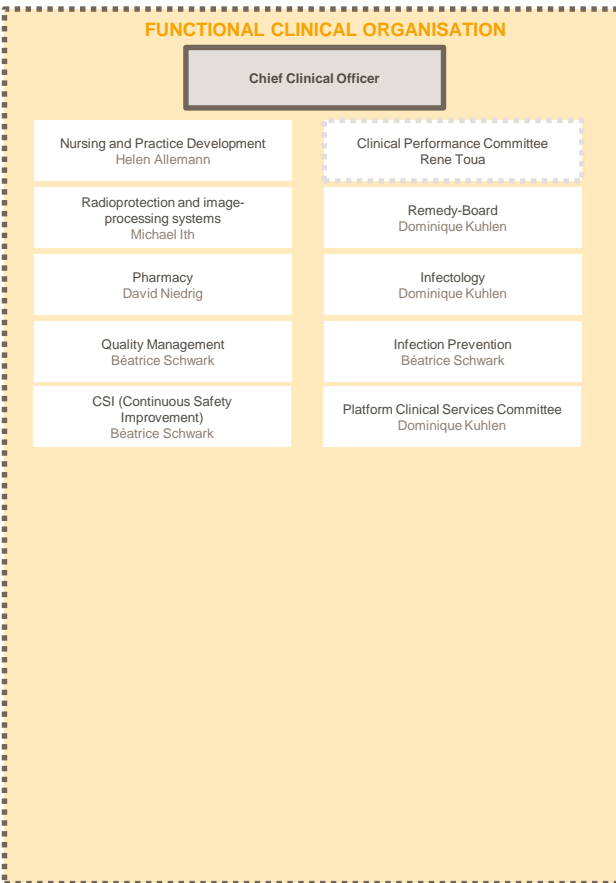 FUNCTIONAL CLINICAL ORGANISATION
Chief Clinical Officer
Nursing and Practice Development
Helen Allemann
Clinical Performance Committee
Rene Toua
Radioprotection and image-
processing systems
Michael Ith
Remedy-Board
Dominique Kuhlen
Pharmacy
David Niedrig
Infectology
Dominique Kuhlen
Quality Management
Béatrice Schwark
Infection Prevention
Béatrice Schwark
CSI (Continuous Safety
Improvement)
Béatrice Schwark
Platform Clinical Services Committee
Dominique Kuhlen